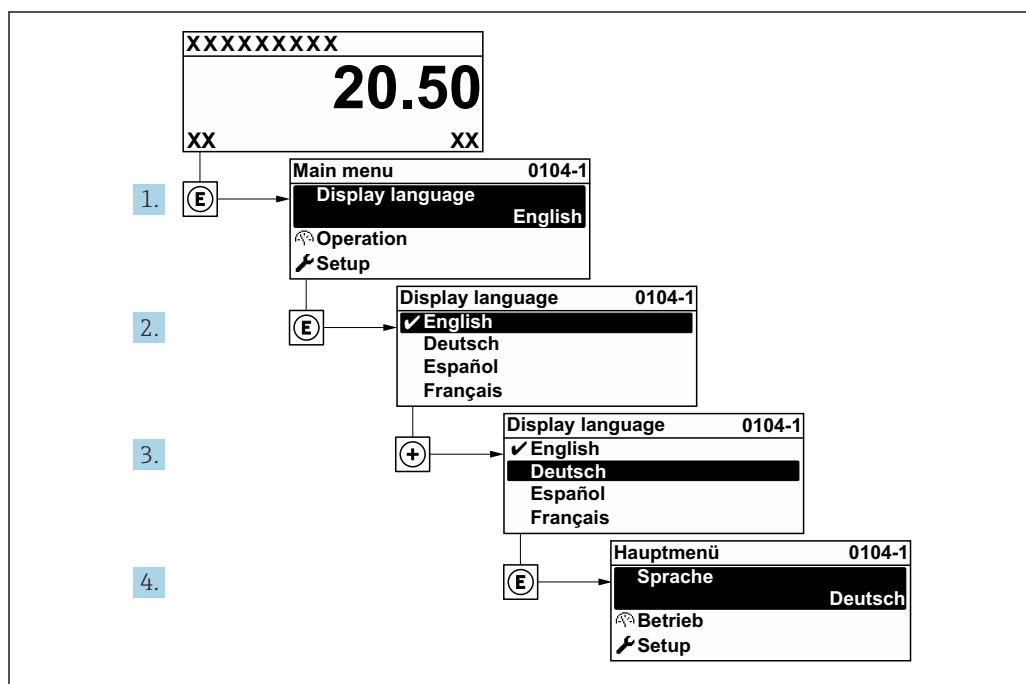 XXXXXXXXX
20.50
XX XX
1. E
Main menu 0104-1
Display language
English
Operation
Setup
2. E
Display language 0104-1
✔ English
Deutsch
Español
Français
3. +
Display language 0104-1
✔ English
Deutsch
Español
Français
4. E
Hauptmenü 0104-1
Sprache
Deutsch
Betrieb
Setup